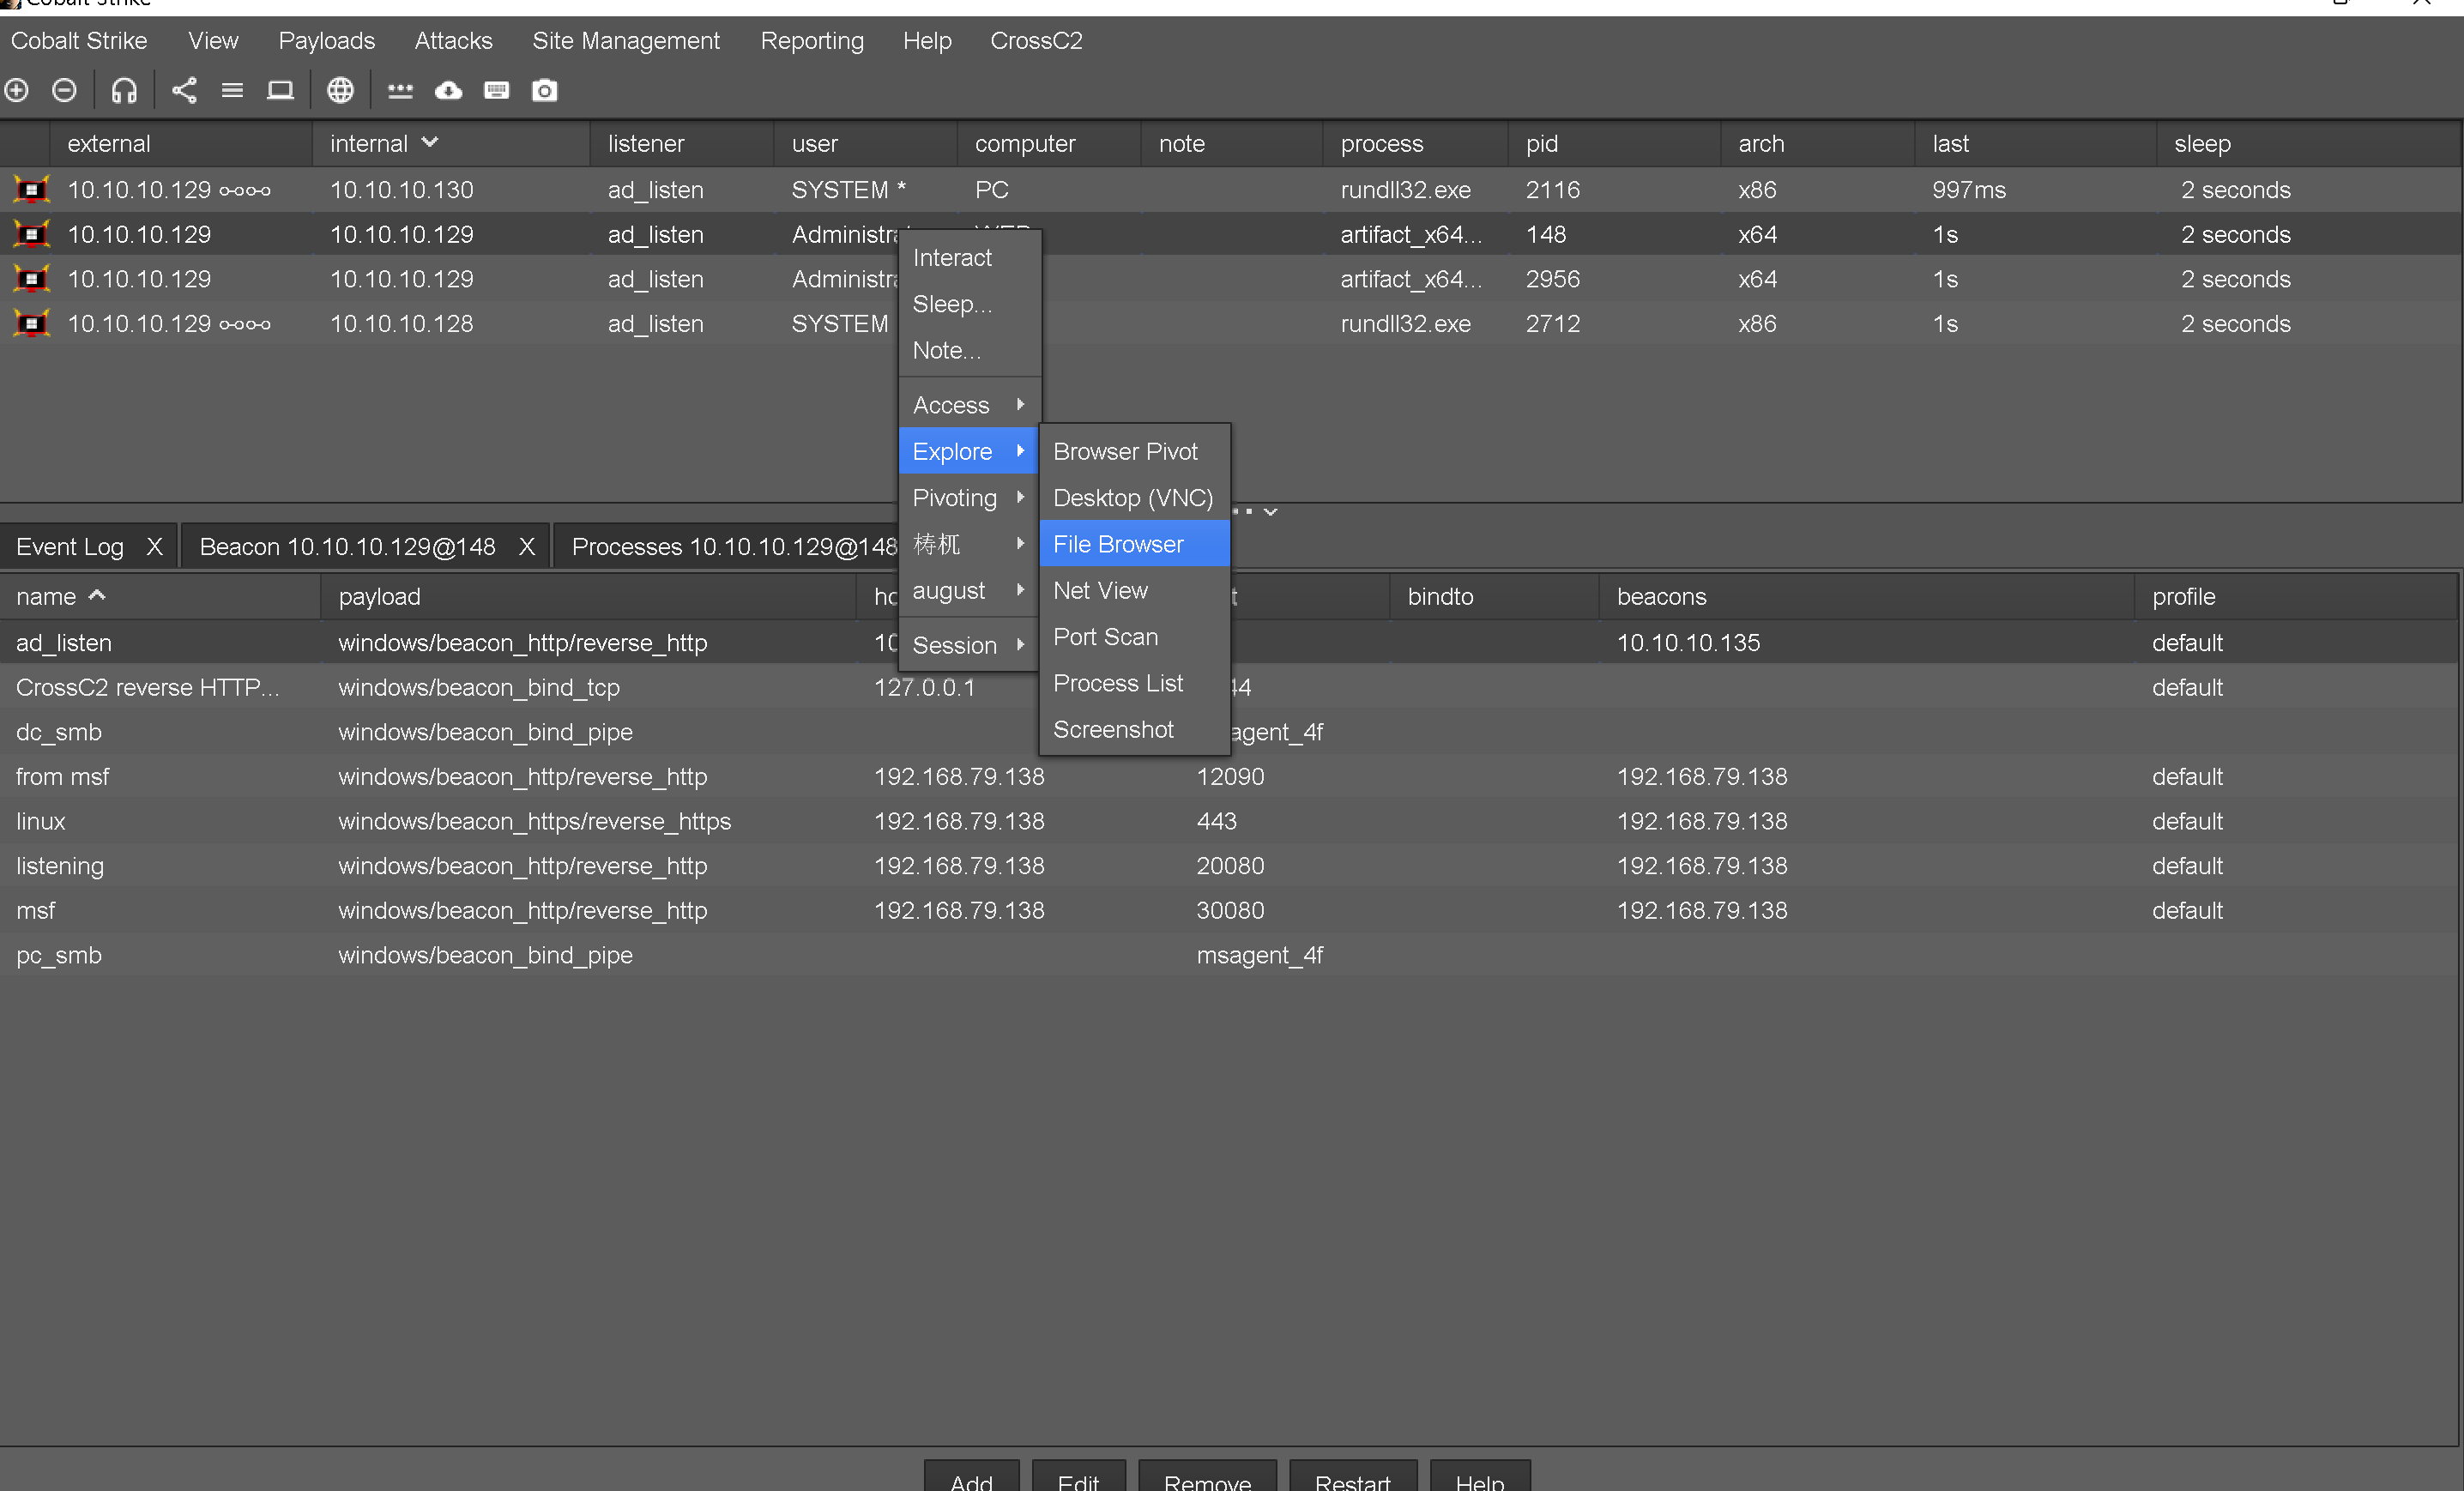 Cobalt Strike
Cobalt Strike View Payloads Attacks Site Management Reporting Help CrossC2
external internal listener user computer note process pid arch last sleep
10.10.10.129 10.10.10.130 ad_listen SYSTEM * PC rundll32.exe 2116 x86 997ms 2 seconds
10.10.10.129 10.10.10.129 ad_listen Administra artifact_x64... 148 x64 1s 2 seconds
10.10.10.129 10.10.10.129 ad_listen Administra artifact_x64... 2956 x64 1s 2 seconds
10.10.10.129 10.10.10.128 ad_listen SYSTEM rundll32.exe 2712 x86 1s 2 seconds
Interact
Sleep...
Note...
Access
Explore
Pivoting
梼杌
august
Session
Browser Pivot
Desktop (VNC)
File Browser
Net View
Port Scan
Process List
Screenshot
Event Log X Beacon 10.10.10.129@148 X Processes 10.10.10.129@148
name payload bindto beacons profile
ad_listen windows/beacon_http/reverse_http 10.10.10.135 default
CrossC2 reverse HTTP... windows/beacon_bind_tcp 127.0.0.1 44 default
dc_smb windows/beacon_bind_pipe agent_4f
from msf windows/beacon_http/reverse_http 192.168.79.138 12090 192.168.79.138 default
linux windows/beacon_https/reverse_https 192.168.79.138 443 192.168.79.138 default
listening windows/beacon_http/reverse_http 192.168.79.138 20080 192.168.79.138 default
msf windows/beacon_http/reverse_http 192.168.79.138 30080 192.168.79.138 default
pc_smb windows/beacon_bind_pipe msagent_4f
Add Edit Remove Restart Help